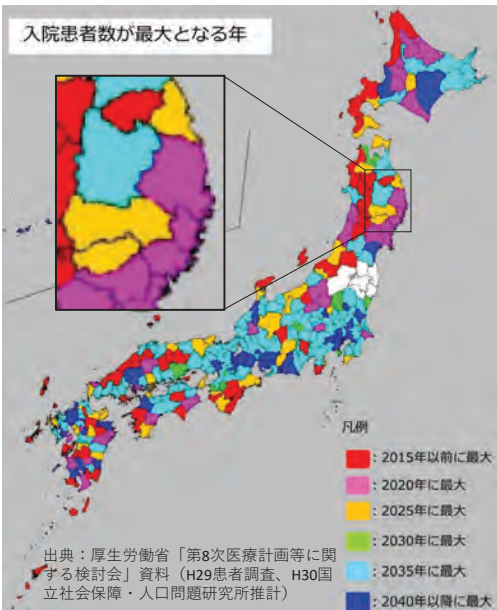 入院患者数が最大となる年
凡例
：2015年以前に最大
：2020年に最大
：2025年に最大
：2030年に最大
：2035年に最大
：2040年以降に最大
出典：厚生労働省「第8次医療計画等に関
する検討会」資料（H29患者調査、H30国
立社会保障・人口問題研究所推計）